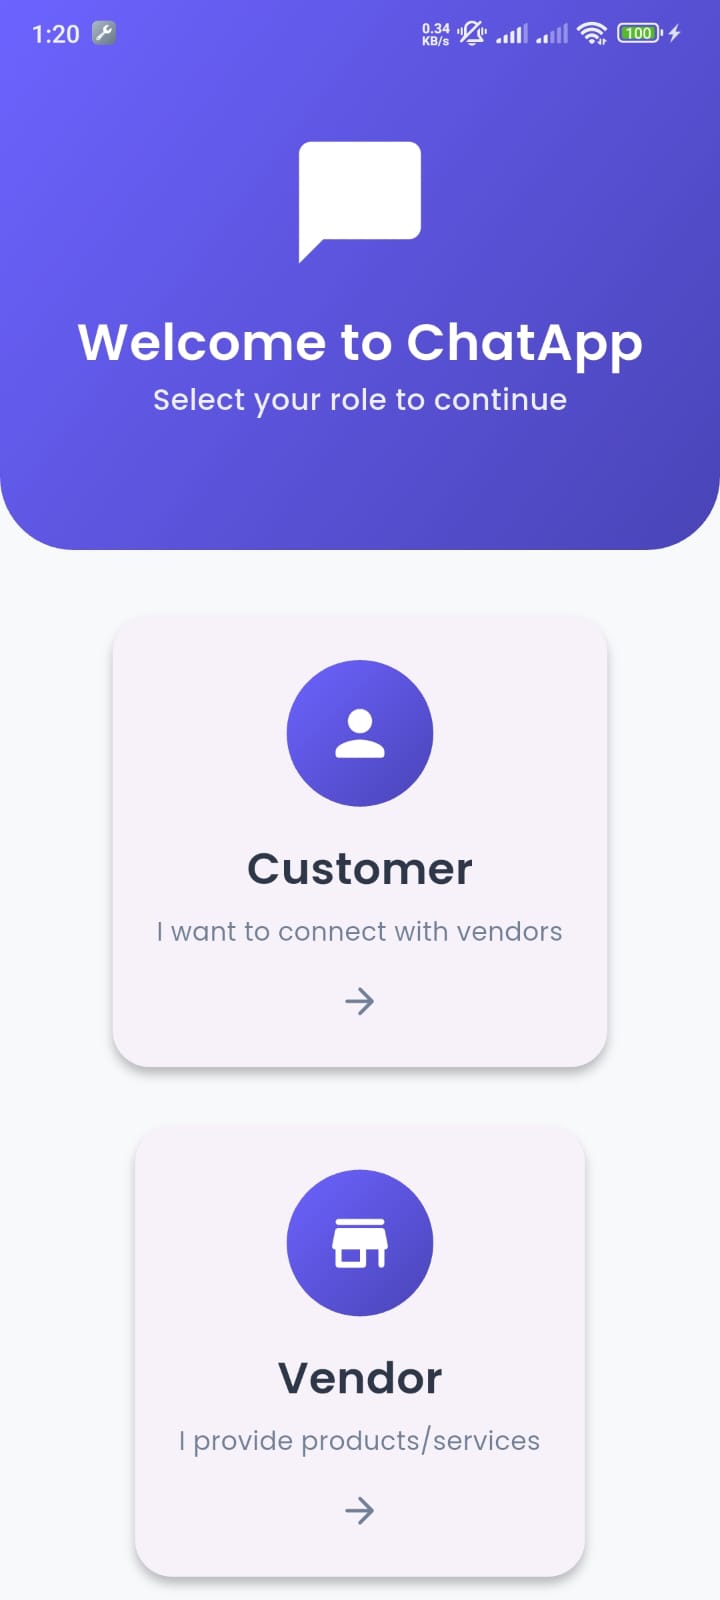 1:20
0.34
KB/s
100
Welcome to ChatApp
Select your role to continue
Customer
I want to connect with vendors
Vendor
I provide products/services